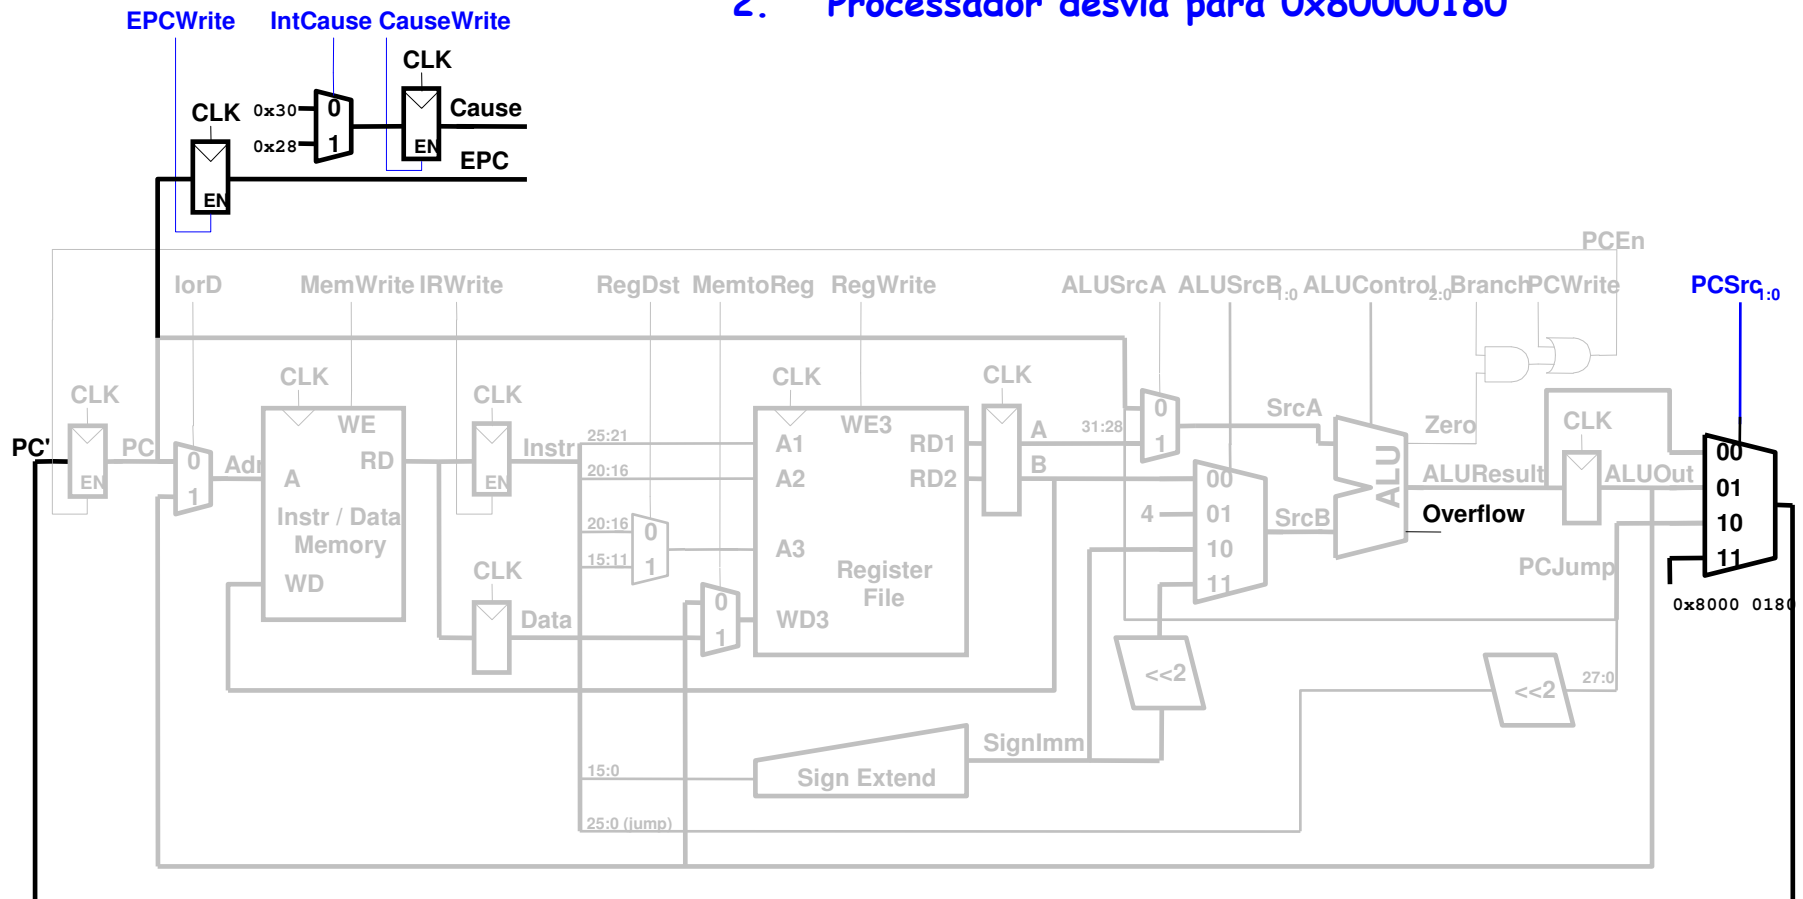 2. Processador desvia para 0x80000180
EPCWrite IntCause CauseWrite
CLK
CLK 0x30 0 Cause
0x28 1 EN
EPC
EN
PCEn
IorD MemWrite IRWrite RegDst MemtoReg RegWrite ALUSrcA ALUSrcB1:0 ALUControl2:0 Branch PCWrite PCSrc1:0
CLK CLK CLK CLK CLK
CLK
PC' PC 0 Adr WE Instr 25:21 A1 WE3 RD1 A 31:28 0 SrcA Zero 00
EN 1 A RD EN 20:16 A2 RD2 B 1 00 ALU ALUResult ALUOut 01
Instr / Data Memory 20:16 0 4 01 SrcB Overflow 10
15:11 1 A3 10 PCJump 11
WD CLK Register File 11 0x8000 0180
Data 0 WD3
1
<<2
<<2 27:0
SignImm
15:0 Sign Extend
25:0 (jump)